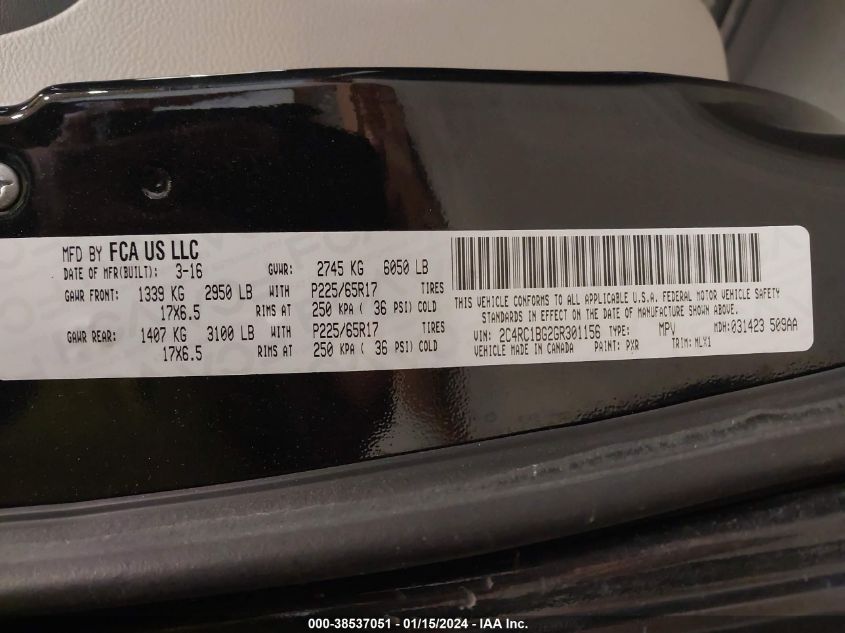 MFD BY FCA US LLC
DATE OF MFR(BUILT): 3-16 GVWR: 2745 KG 6050 LB
GAWR FRONT: 1339 KG 2950 LB WITH P225/65R17 TIRES
17X6.5 RIMS AT 250 KPA ( 36 PSI) COLD
GAWR REAR: 1407 KG 3100 LB WITH P225/65R17 TIRES
17X6.5 RIMS AT 250 KPA ( 36 PSI) COLD
THIS VEHICLE CONFORMS TO ALL APPLICABLE U.S.A. FEDERAL MOTOR VEHICLE SAFETY
STANDARDS IN EFFECT ON THE DATE OF MANUFACTURE SHOWN ABOVE.
VIN: 2C4RC1BG2GR301156 TYPE: MPV MDH:031423 509AA
VEHICLE MADE IN CANADA PAINT: PXR TRIM: MLX1
000-38537051 - 01/15/2024 - IAA Inc.